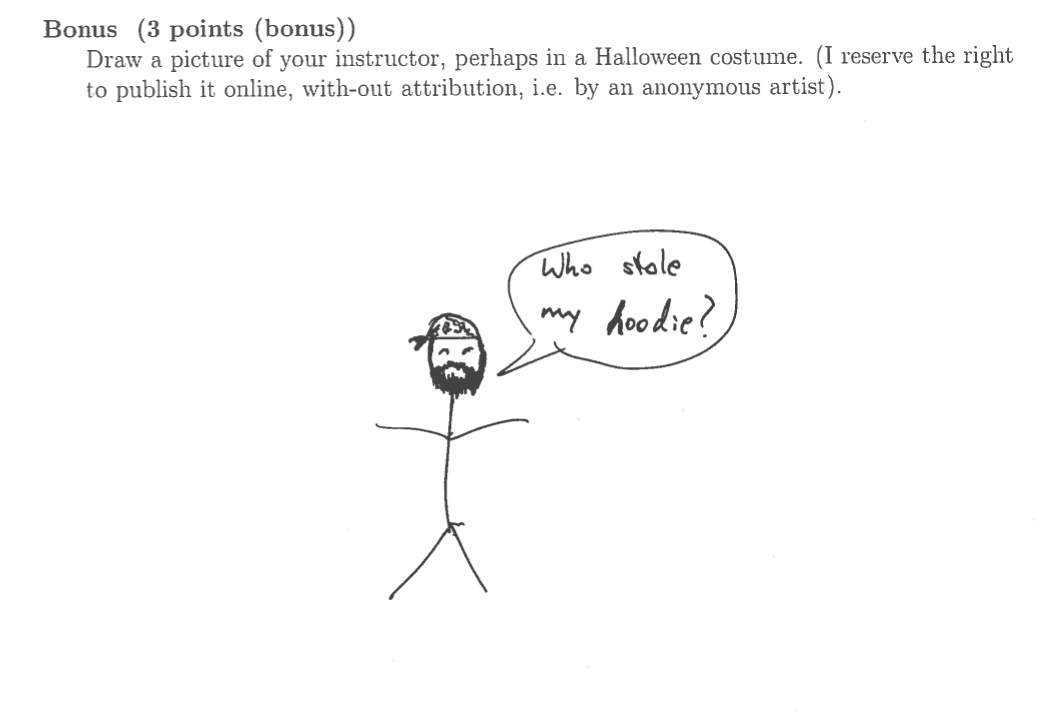 Bonus (3 points (bonus))
Draw a picture of your instructor, perhaps in a Halloween costume. (I reserve the right
to publish it online, with-out attribution, i.e. by an anonymous artist).
Who stole
my hoodie?